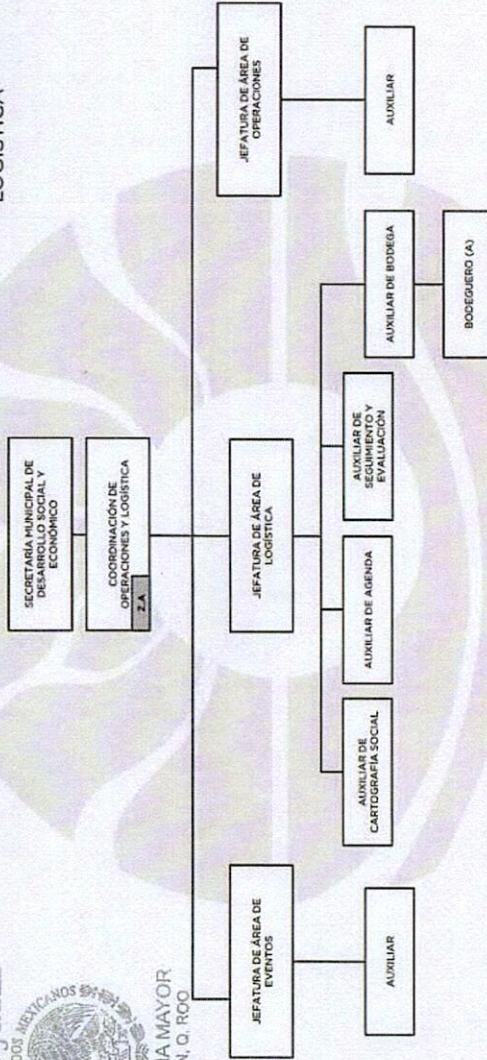 LOGÍSTICA
SECRETARÍA MUNICIPAL DE
DESARROLLO SOCIAL Y
ECONÓMICO
COORDINACIÓN DE
OPERACIONES Y LOGÍSTICA
2.A
JEFATURA DE ÁREA DE
EVENTOS
JEFATURA DE ÁREA DE
LOGÍSTICA
JEFATURA DE ÁREA DE
OPERACIONES
AUXILIAR
AUXILIAR DE
CARTOGRAFÍA SOCIAL
AUXILIAR DE AGENDA
AUXILIAR DE
SEGUIMIENTO Y
EVALUACIÓN
AUXILIAR DE BODEGA
AUXILIAR
BODEGUERO (A)
MEXICANOS
MAYOR
Q. ROO